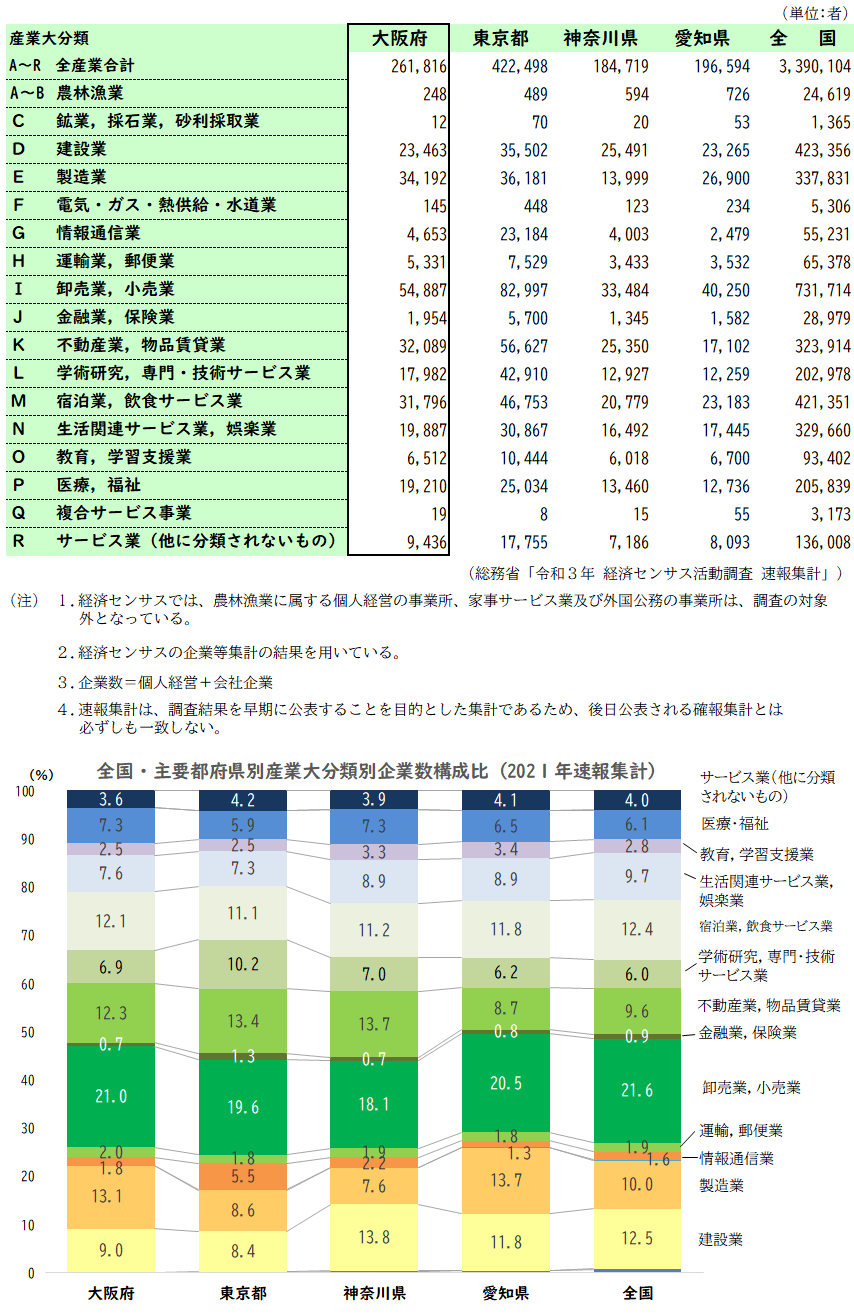 （単位：者）
産業大分類 大阪府 東京都 神奈川県 愛知県 全 国
A～R 全産業合計 261,816 422,498 184,719 196,594 3,390,104
A～B 農林漁業 248 489 594 726 24,619
C 鉱業，採石業，砂利採取業 12 70 20 53 1,365
D 建設業 23,463 35,502 25,491 23,265 423,356
E 製造業 34,192 36,181 13,999 26,900 337,831
F 電気・ガス・熱供給・水道業 145 448 123 234 5,306
G 情報通信業 4,653 23,184 4,003 2,479 55,231
H 運輸業，郵便業 5,331 7,529 3,433 3,532 65,378
I 卸売業，小売業 54,887 82,997 33,484 40,250 731,714
J 金融業，保険業 1,954 5,700 1,345 1,582 28,979
K 不動産業，物品賃貸業 32,089 56,627 25,350 17,102 323,914
L 学術研究，専門・技術サービス業 17,982 42,910 12,927 12,259 202,978
M 宿泊業，飲食サービス業 31,796 46,753 20,779 23,183 421,351
N 生活関連サービス業，娯楽業 19,887 30,867 16,492 17,445 329,660
O 教育，学習支援業 6,512 10,444 6,018 6,700 93,402
P 医療，福祉 19,210 25,034 13,460 12,736 205,839
Q 複合サービス事業 19 8 15 55 3,173
R サービス業（他に分類されないもの） 9,436 17,755 7,186 8,093 136,008
（総務省「令和３年 経済センサス活動調査 速報集計」）
（注） １.経済センサスでは、農林漁業に属する個人経営の事業所、家事サービス業及び外国公務の事業所は、調査の対象
外となっている。
２.経済センサスの企業等集計の結果を用いている。
３.企業数＝個人経営＋会社企業
４.速報集計は、調査結果を早期に公表することを目的とした集計であるため、後日公表される確報集計とは
必ずしも一致しない。
(%) 全国・主要都府県別産業大分類別企業数構成比（2021年速報集計）
100
90
80
70
60
50
40
30
20
10
0
3.6 4.2 3.9 4.1 4.0
7.3 5.9 7.3 6.5 6.1
2.5 2.5 3.3 3.4 2.8
7.6 7.3 8.9 8.9 9.7
12.1 11.1 11.2 11.8 12.4
6.9 10.2 7.0 6.2 6.0
12.3 13.4 13.7 8.7 9.6
0.7 1.3 0.7 0.8 0.9
21.0 19.6 18.1 20.5 21.6
2.0 1.8 1.9 1.8 1.9
1.8 5.5 2.2 1.3 1.6
13.1 8.6 7.6 13.7 10.0
9.0 8.4 13.8 11.8 12.5
サービス業（他に分類
されないもの）
医療・福祉
教育，学習支援業
生活関連サービス業，
娯楽業
宿泊業，飲食サービス業
学術研究，専門・技術
サービス業
不動産業，物品賃貸業
金融業，保険業
卸売業，小売業
運輸，郵便業
情報通信業
製造業
建設業
大阪府 東京都 神奈川県 愛知県 全国